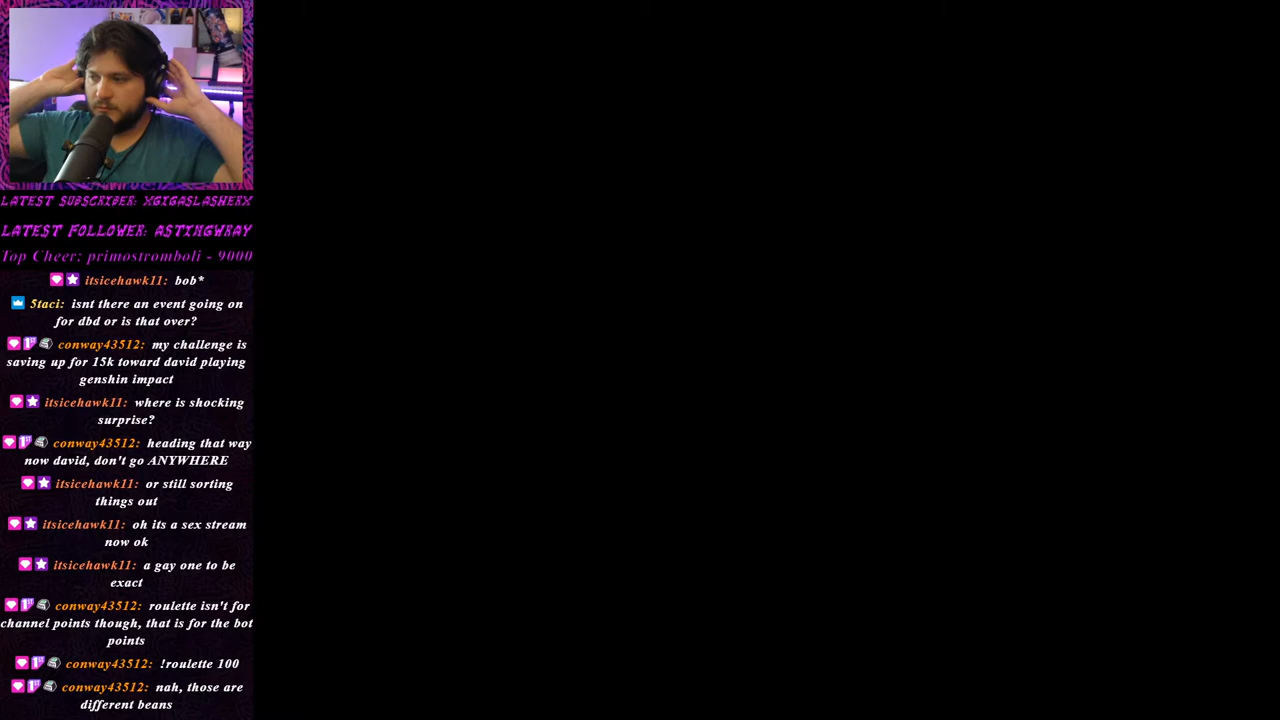 LATEST SUBSCRIBER: XGIGASLASHERX
LATEST FOLLOWER: ASTINGWRAY
Top Cheer: primostromboli - 9000
itsicehawk11: bob*
5taci: isnt there an event going on
for dbd or is that over?
conway43512: my challenge is
saving up for 15k toward david playing
genshin impact
itsicehawk11: where is shocking
surprise?
conway43512: heading that way
now david, don't go ANYWHERE
itsicehawk11: or still sorting
things out
itsicehawk11: oh its a sex stream
now ok
itsicehawk11: a gay one to be
exact
conway43512: roulette isn't for
channel points though, that is for the bot
points
conway43512: !roulette 100
conway43512: nah, those are
different beans